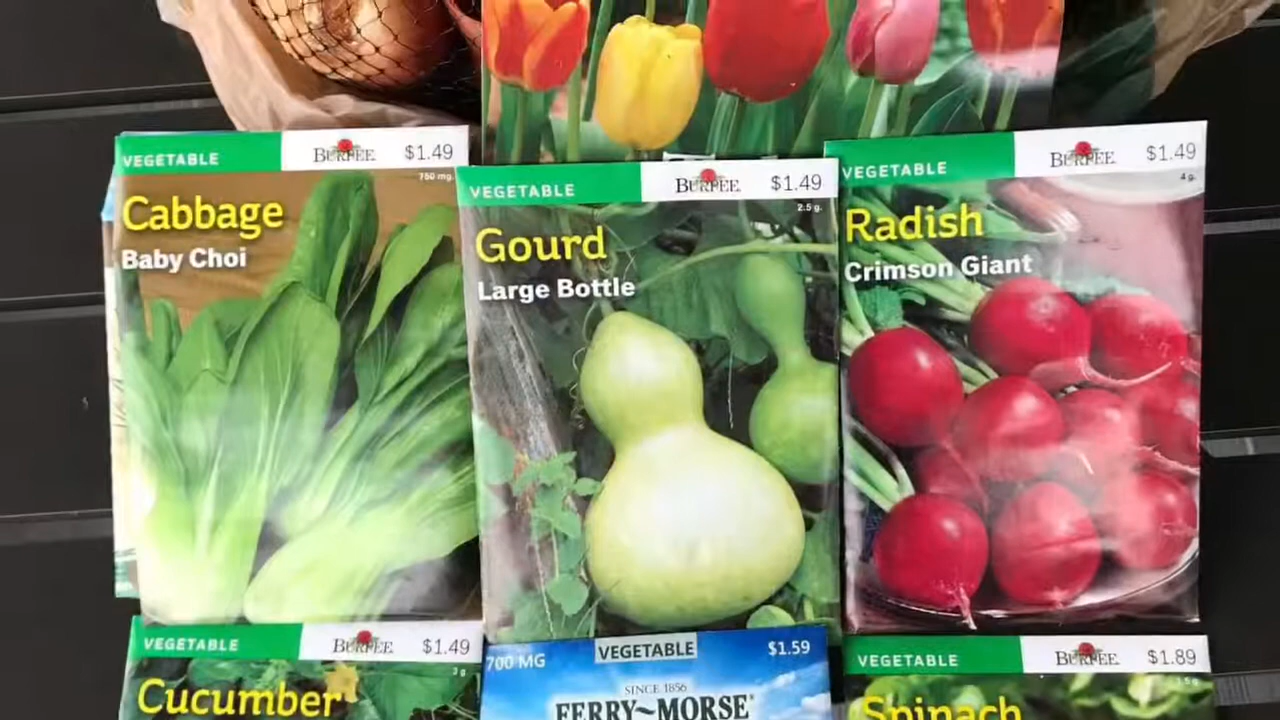 VEGETABLE BURPEE $1.49
750 mg.
Cabbage
Baby Choi
VEGETABLE BURPEE $1.49
2.5 g.
Gourd
Large Bottle
VEGETABLE BURPEE $1.49
4 g.
Radish
Crimson Giant
VEGETABLE BURPEE $1.49
3 g
Cucumber
700 MG VEGETABLE $1.59
SINCE 1856
FERRY~MORSE®
VEGETABLE BURPEE $1.89
Spinach